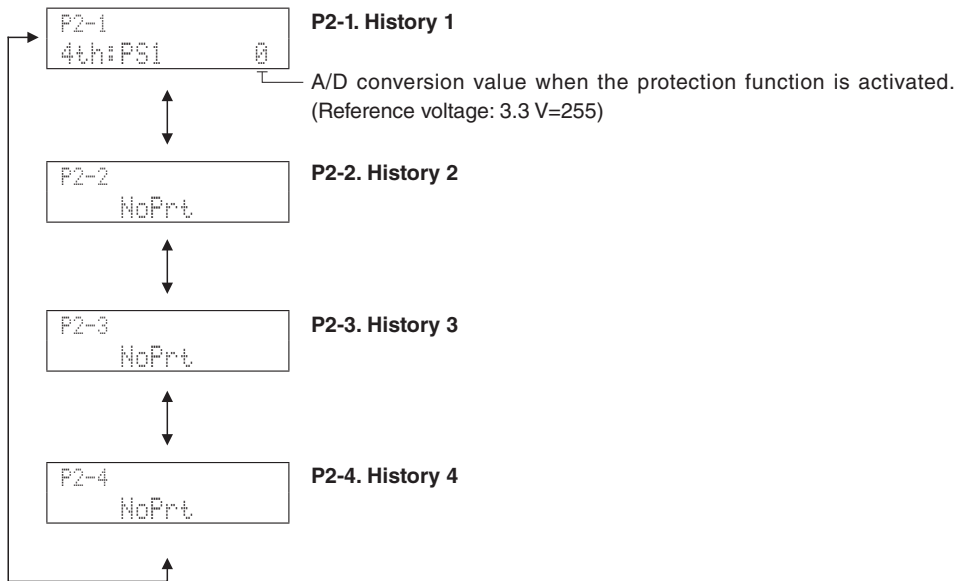 P2-1
4th:PS1 0
P2-1. History 1
A/D conversion value when the protection function is activated.
(Reference voltage: 3.3 V=255)
P2-2
NoPrt
P2-2. History 2
P2-3
NoPrt
P2-3. History 3
P2-4
NoPrt
P2-4. History 4